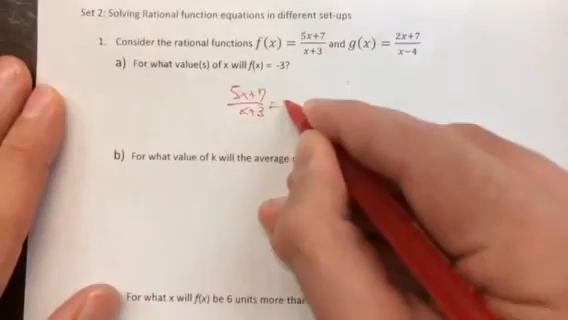 Set 2: Solving Rational function equations in different set-ups
1. Consider the rational functions f(x) = (5x+7)/(x+3) and g(x) = (2x+7)/(x−4)
a) For what value(s) of x will f(x) = -3?
(5x+7)/(x+3) =
b) For what value of k will the average
For what x will f(x) be 6 units more than